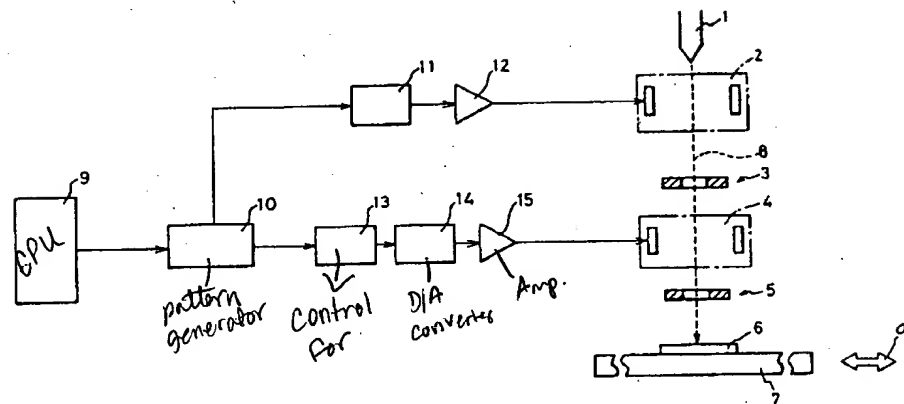 1
2
11
12
8
3
9
10
13
14
15
4
CPU
pattern
generator
control
for
D/A
converter
Amp.
5
6
a
7